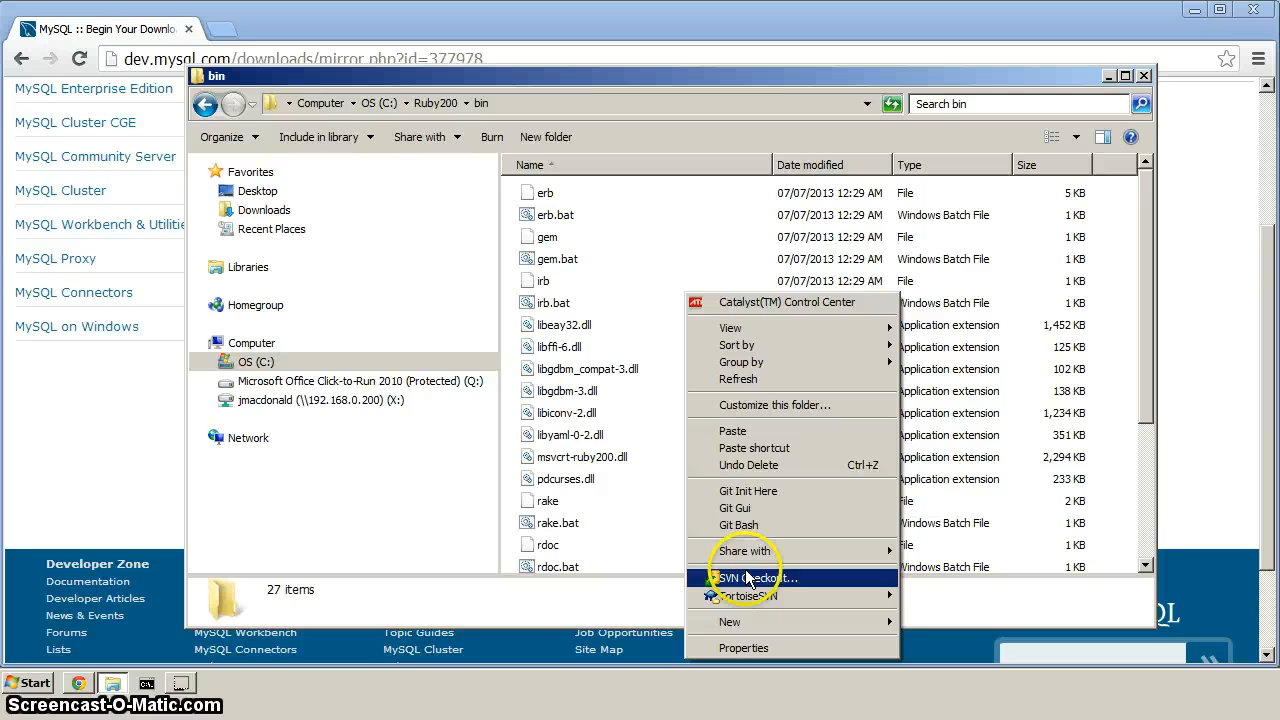 MySQL :: Begin Your Downlo
dev.mysql.com/downloads/mirror.php?id=377978
MySQL Enterprise Edition
MySQL Cluster CGE
MySQL Community Server
MySQL Cluster
MySQL Workbench & Utilitie
MySQL Proxy
MySQL Connectors
MySQL on Windows
bin
Computer OS (C:) Ruby200 bin
Search bin
Organize Include in library Share with Burn New folder
Favorites
Desktop
Downloads
Recent Places
Libraries
Homegroup
Computer
OS (C:)
Microsoft Office Click-to-Run 2010 (Protected) (Q:)
jmacdonald (\\192.168.0.200) (X:)
Network
Name Date modified Type Size
erb 07/07/2013 12:29 AM File 5 KB
erb.bat 07/07/2013 12:29 AM Windows Batch File 1 KB
gem 07/07/2013 12:29 AM File 1 KB
gem.bat 07/07/2013 12:29 AM Windows Batch File 1 KB
irb 07/07/2013 12:29 AM File 1 KB
irb.bat Windows Batch File 1 KB
libeay32.dll Application extension 1,452 KB
libffi-6.dll Application extension 125 KB
libgdbm_compat-3.dll Application extension 102 KB
libgdbm-3.dll Application extension 138 KB
libiconv-2.dll Application extension 1,234 KB
libyaml-0-2.dll Application extension 351 KB
msvcrt-ruby200.dll Application extension 2,294 KB
pdcurses.dll Application extension 233 KB
rake File 2 KB
rake.bat Windows Batch File 1 KB
rdoc File 1 KB
rdoc.bat Windows Batch File 1 KB
Catalyst(TM) Control Center
View
Sort by
Group by
Refresh
Customize this folder...
Paste
Paste shortcut
Undo Delete Ctrl+Z
Git Init Here
Git Gui
Git Bash
Share with
SVN Checkout...
TortoiseSVN
New
Properties
27 items
Developer Zone
Documentation
Developer Articles
News & Events
Forums
Lists
MySQL Workbench
MySQL Connectors
Topic Guides
MySQL Cluster
Job Opportunities
Site Map
Start
Screencast-O-Matic.com